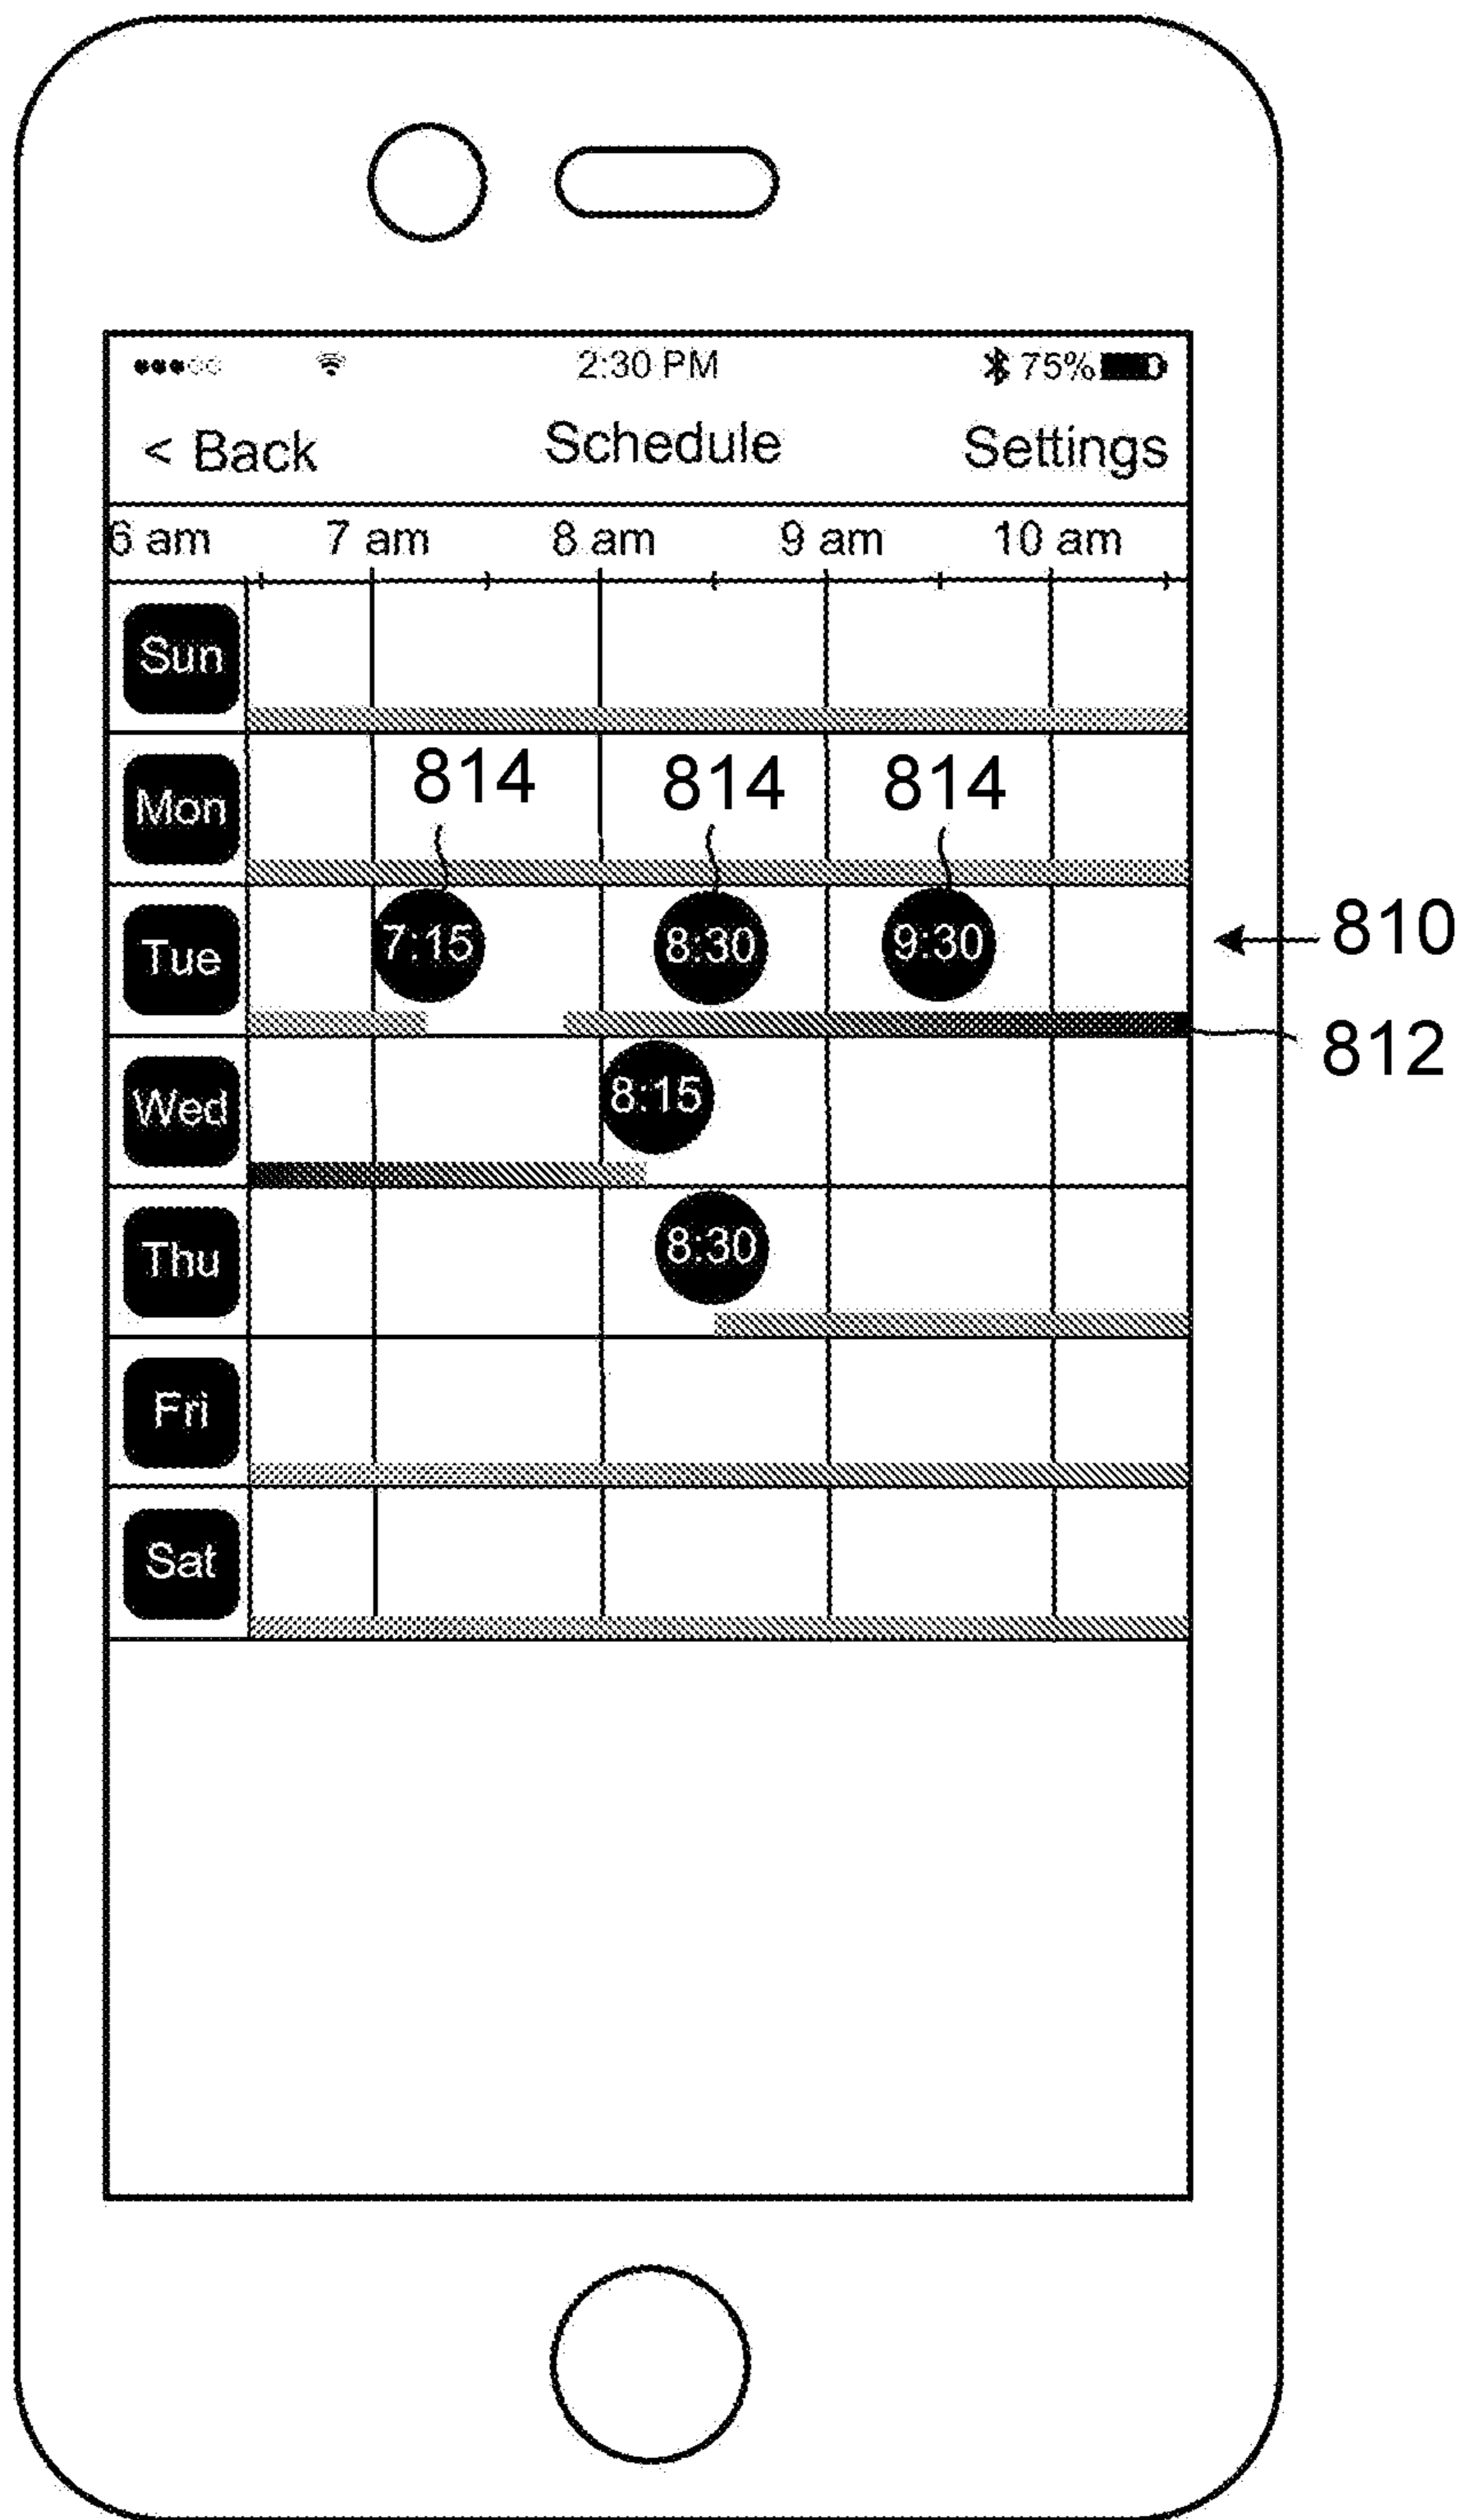 2:30 PM 75%
< Back Schedule Settings
6 am 7 am 8 am 9 am 10 am
Sun
Mon 814 814 814
Tue 7:15 8:30 9:30 810
812
Wed 8:15
Thu 8:30
Fri
Sat